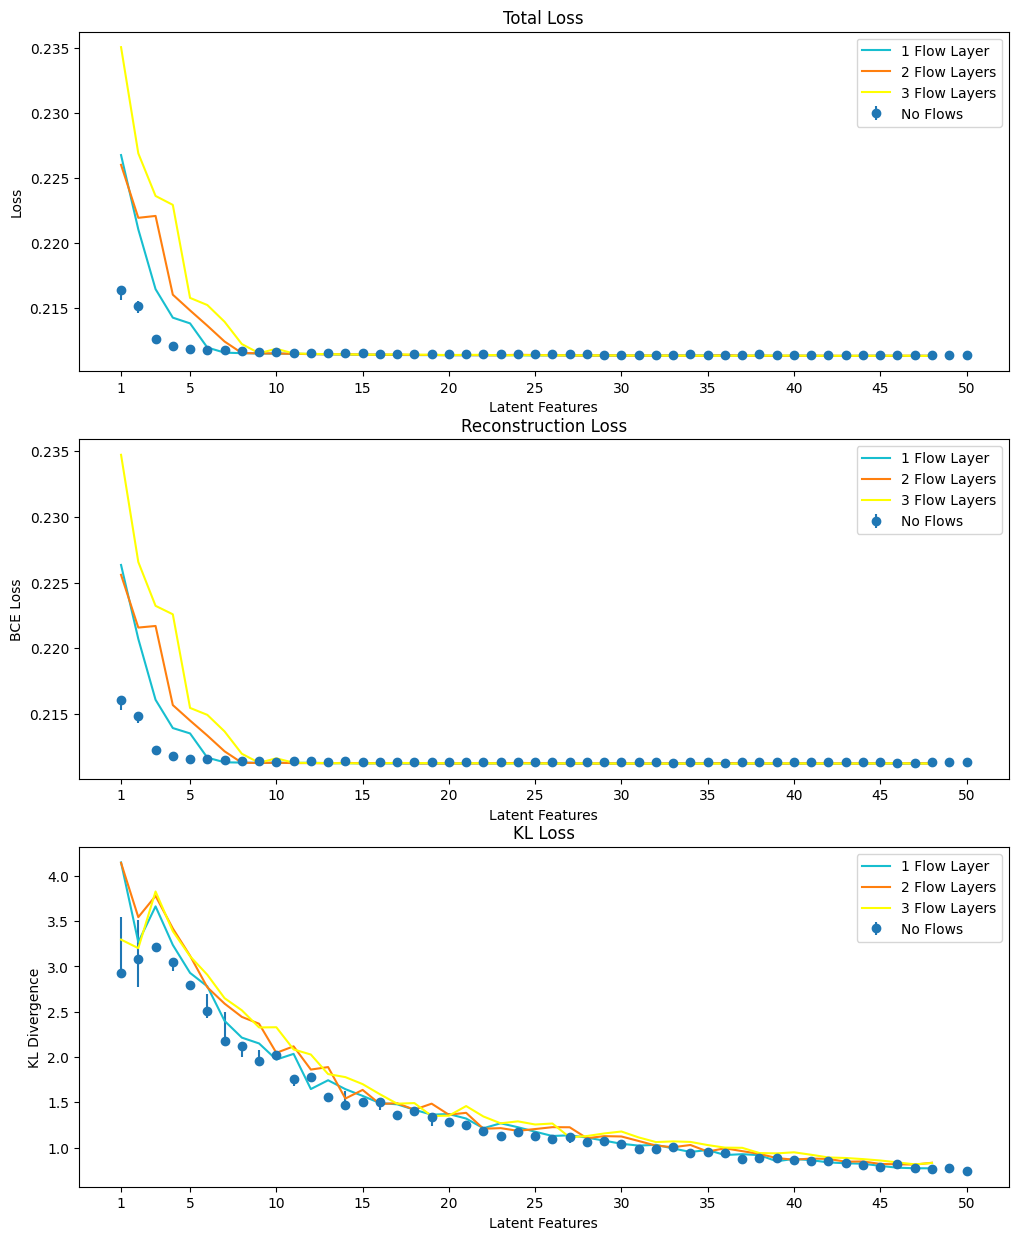 Total Loss
Loss
0.235
0.230
0.225
0.220
0.215
1 Flow Layer
2 Flow Layers
3 Flow Layers
No Flows
1 5 10 15 20 25 30 35 40 45 50
Latent Features
Reconstruction Loss
BCE Loss
0.235
0.230
0.225
0.220
0.215
1 Flow Layer
2 Flow Layers
3 Flow Layers
No Flows
1 5 10 15 20 25 30 35 40 45 50
Latent Features
KL Loss
KL Divergence
4.0
3.5
3.0
2.5
2.0
1.5
1.0
1 Flow Layer
2 Flow Layers
3 Flow Layers
No Flows
1 5 10 15 20 25 30 35 40 45 50
Latent Features